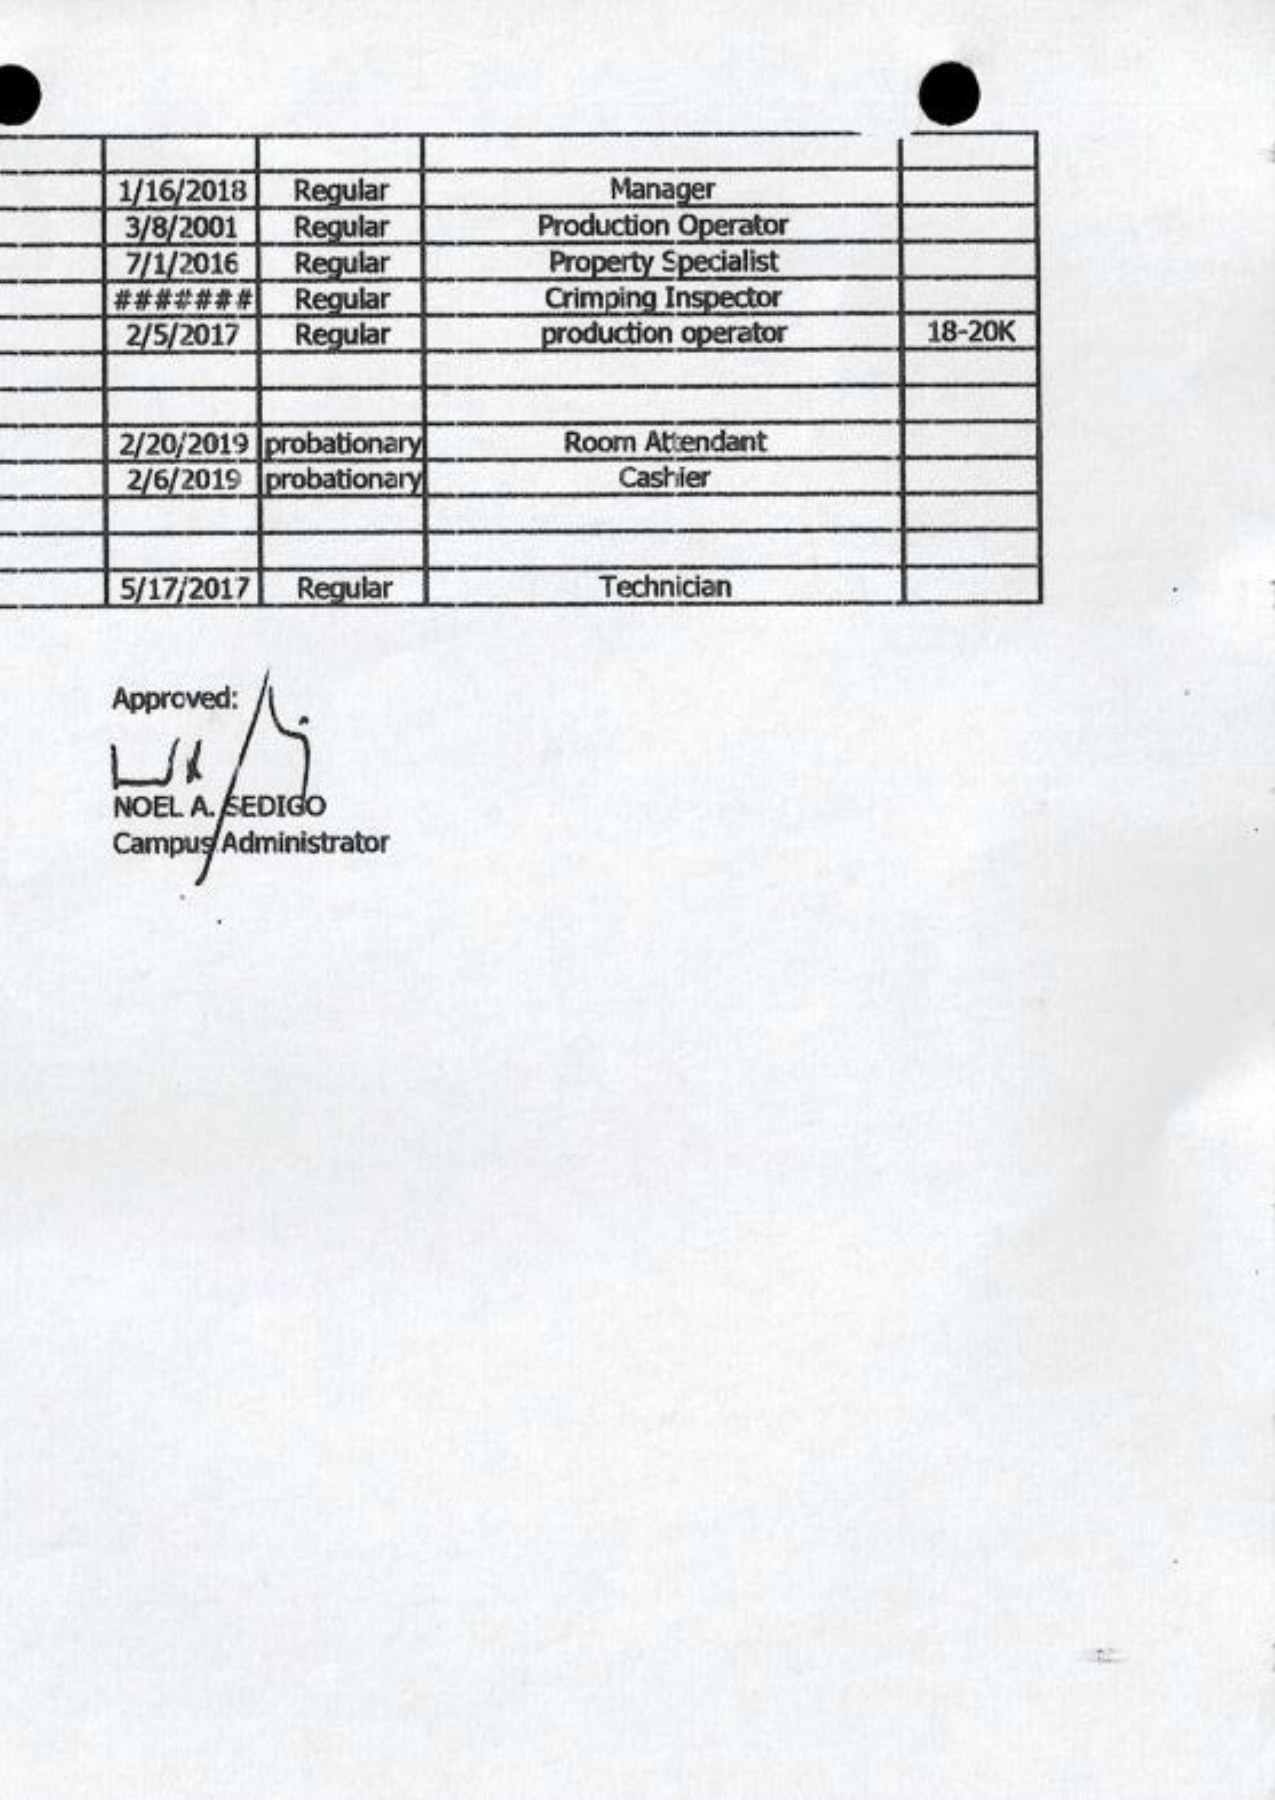 1/16/2018 Regular Manager
3/8/2001 Regular Production Operator
7/1/2016 Regular Property Specialist
####### Regular Crimping Inspector
2/5/2017 Regular production operator 18-20K
2/20/2019 probationary Room Attendant
2/6/2019 probationary Cashier
5/17/2017 Regular Technician
Approved:
NOEL A. SEDIGO
Campus Administrator